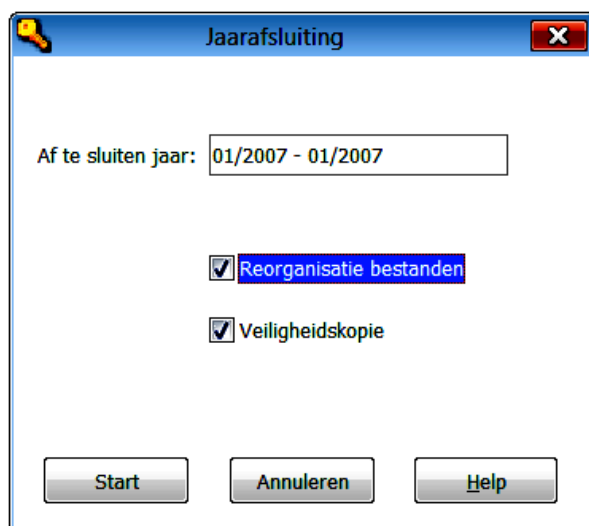 Jaarafsluiting
Af te sluiten jaar: 01/2007 - 01/2007
Reorganisatie bestanden
Veiligheidskopie
Start Annuleren Help